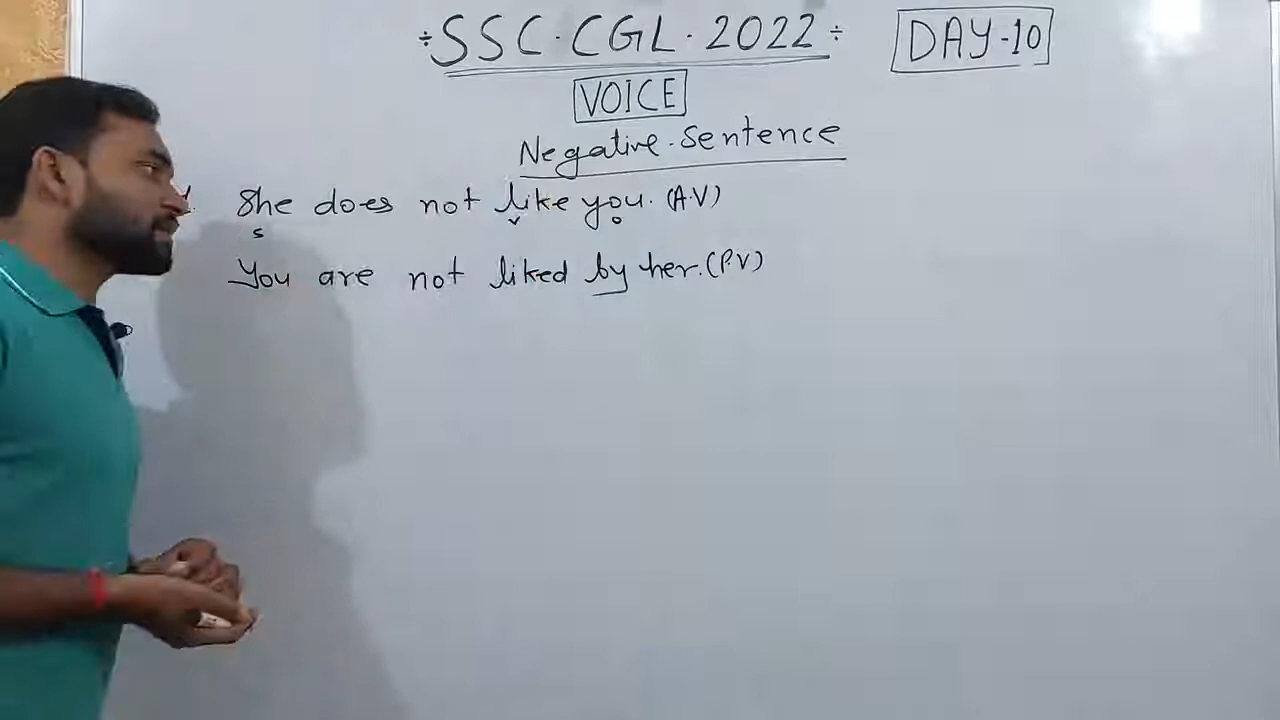 ÷SSC·CGL·2022÷
DAY-10
VOICE
Negative·Sentence
She does not like you. (A·V)
s v o
You are not liked by her. (P.V)